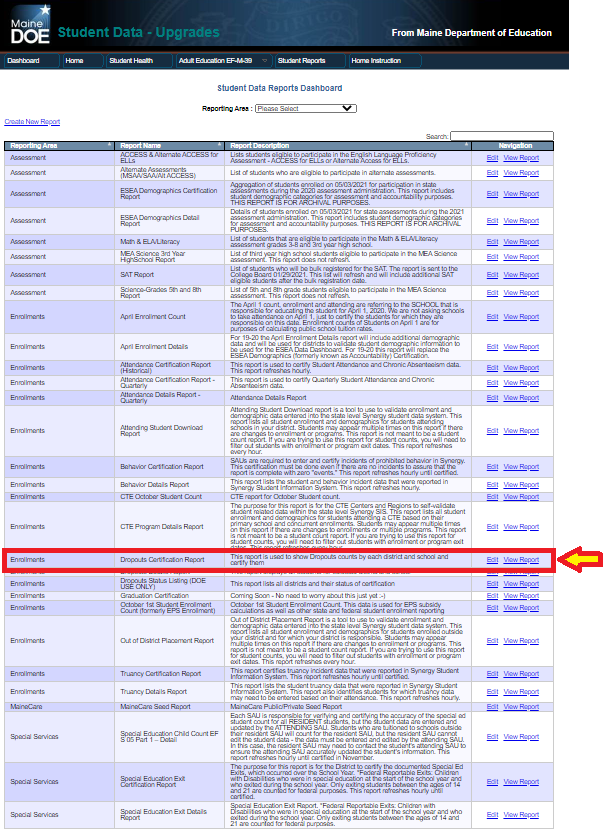 Maine
DOE
Student Data - Upgrades
From Maine Department of Education
Dashboard Home Student Health Adult Education EF-M-39 Student Reports Home Instruction
Student Data Reports Dashboard
Reporting Area : Please Select
Create New Report
Search:
Reporting Area Report Name Report Description Navigation
Assessment ACCESS & Alternate ACCESS for ELLs Lists students eligible to participate in the English Language Proficiency Assessment - ACCESS for ELLs or Alternate Access for ELLs. Edit View Report
Assessment Alternate Assessments (MSAA/SAA/Alt ACCESS) List of students who are eligible to participate in alternate assessments. Edit View Report
Assessment ESEA Demographics Certification Report Aggregation of students enrolled on 05/03/2021 for participation in state assessments during the 2020 assessment administration. This report includes student demographic categories for assessment and accountability purposes. THIS REPORT IS FOR ARCHIVAL PURPOSES. Edit View Report
Assessment ESEA Demographics Detail Report Details of students enrolled on 05/03/2021 for state assessments during the 2021 assessment administration. This report includes student demographic categories for assessment and accountability purposes. THIS REPORT IS FOR ARCHIVAL PURPOSES. Edit View Report
Assessment Math & ELA/Literacy List of students that are eligible to participate in the Math & ELA/Literacy assessment grades 3-8 and 3rd year high school. Edit View Report
Assessment MEA Science 3rd Year HighSchool Report List of third year high school students eligible to participate in the MEA Science assessment. This report does not refresh. Edit View Report
Assessment SAT Report List of students who will be bulk registered for the SAT. The report is sent to the College Board 01/29/2021. This list will refresh and will include additional SAT eligible students after the bulk registration date. Edit View Report
Assessment Science-Grades 5th and 8th Report List of 5th and 8th grade students eligible to participate in the MEA Science assessment. This report does not refresh. Edit View Report
Enrollments April Enrollment Count The April 1 count, enrollment and attending are referring to the SCHOOL that is responsible for educating the student for April 1, 2020. We are not asking schools to take attendance on April 1, just to certify the students for which they are responsible on this date. Enrollment counts of Students on April 1 are for purposes of calculating public school tuition rates. Edit View Report
Enrollments April Enrollment Details For 19-20 the April Enrollment Details report will include additional demographic data and will be used for districts to validate student demographic information to be used for the ESEA Data Dashboard. For 19-20 this report will replace the ESEA Demographics (formerly known as Accountability) Certification. Edit View Report
Enrollments Attendance Certification Report (Historical) This report is used to certify Student Attendance and Chronic Absenteeism data. This report refreshes hourly. Edit View Report
Enrollments Attendance Certification Report - Quarterly This report is used to certify Quarterly Student Attendance and Chronic Absenteeism data. Edit View Report
Enrollments Attendance Details Report - Quarterly Attendance Details Report Edit View Report
Enrollments Attending Student Download Report Attending Student Download report is a tool to use to validate enrollment and demographic data entered into the state level Synergy student data system. This report lists all student enrollment and demographics for students attending schools in your district. Students may appear multiple times on this report if there are changes to enrollment or programs. This report is not meant to be a student count report. If you are trying to use this report for student counts, you will need to filter out students with enrollment or program exit dates. This report refreshes every hour. Edit View Report
Enrollments Behavior Certification Report SAUs are required to enter and certify incidents of prohibited behavior in Synergy. This certification must be done even if there are no incidents to assure that the report is complete with zero "events." This report refreshes hourly until certified. Edit View Report
Enrollments Behavior Details Report This report lists the student and behavior incident data that were reported in Synergy Student Information System. This report refreshes hourly. Edit View Report
Enrollments CTE October Student Count CTE report for October Student count. Edit View Report
Enrollments CTE Program Details Report The purpose for this report is for the CTE Centers and Regions to self-validate student related data within the state level Synergy SIS. This report lists all student enrollment and demographics for students attending a CTE based on their primary school and concurrent enrollments. Students may appear multiple times on this report if there are changes to enrollments or multiple programs. This report is not meant to be a student count report. If you are trying to use this report for student counts, you will need to filter out students with enrollment or program exit dates. This report refreshes every hour. Edit View Report
Enrollments Dropouts Certification Report This report is used to show Dropouts counts by each district and school and certify them Edit View Report
Enrollments Dropouts Status Listing (DOE USE ONLY) This report lists all districts and their status of certification Edit View Report
Enrollments Graduation Certification Coming Soon - No need to worry about this just yet :-) Edit View Report
Enrollments October 1st Student Enrollment Count (formerly EPS Enrollment) October 1st Student Enrollment Count. This data is used for EPS subsidy calculations as well as other state and federal student enrollment reporting Edit View Report
Enrollments Out of District Placement Report Out of District Placement Report is a tool to use to validate enrollment and demographic data entered into the state level Synergy student data system. This report lists all student enrollment and demographics for students enrolled outside your district and for which your district is responsible. Students may appear multiple times on this report if there are changes to enrollment or programs. This report is not meant to be a student count report. If you are trying to use this report for student counts, you will need to filter out students with enrollment or program exit dates. This report refreshes every hour. Edit View Report
Enrollments Truancy Certification Report This report certifies truancy incident data that were reported in Synergy Student Information System. This report refreshes hourly until certified. Edit View Report
Enrollments Truancy Details Report This report lists the student truancy data that were reported in Synergy Student Information System. This report also identifies students for which truancy data may need to be entered based on their attendance. This report refreshes hourly. Edit View Report
MaineCare MaineCare Seed Report MaineCare Public/Private Seed Report Edit View Report
Special Services Special Education Child Count EF S 05 Part 1 -- Detail Each SAU is responsible for verifying and certifying the accuracy of the special ed student count for all RESIDENT students, but the student data are entered and updated by the ATTENDING SAU. Students who are tuitioned to schools outside their resident SAU will count for the resident SAU, but the resident SAU cannot edit the student data - the data must be entered and edited by the attending SAU. In this case, the resident SAU may need to contact the student's attending SAU to ensure the attending SAU accurately updated the student's information. This report refreshes hourly until certified in November. Edit View Report
Special Services Special Education Exit Certification Report The purpose for this report is for the District to certify the documented Special Ed Exits, which occurred over the School Year. "Federal Reportable Exits: Children with Disabilities who were in special education at the start of the school year and who exited during the school year. Only exiting students between the ages of 14 and 21 are counted for federal purposes. This report refreshes hourly until certified. Edit View Report
Special Services Special Education Exit Details Report Special Education Exit Report. "Federal Reportable Exits: Children with Disabilities who were in special education at the start of the school year and who exited during the school year. Only exiting students between the ages of 14 and 21 are counted for federal purposes. Edit View Report